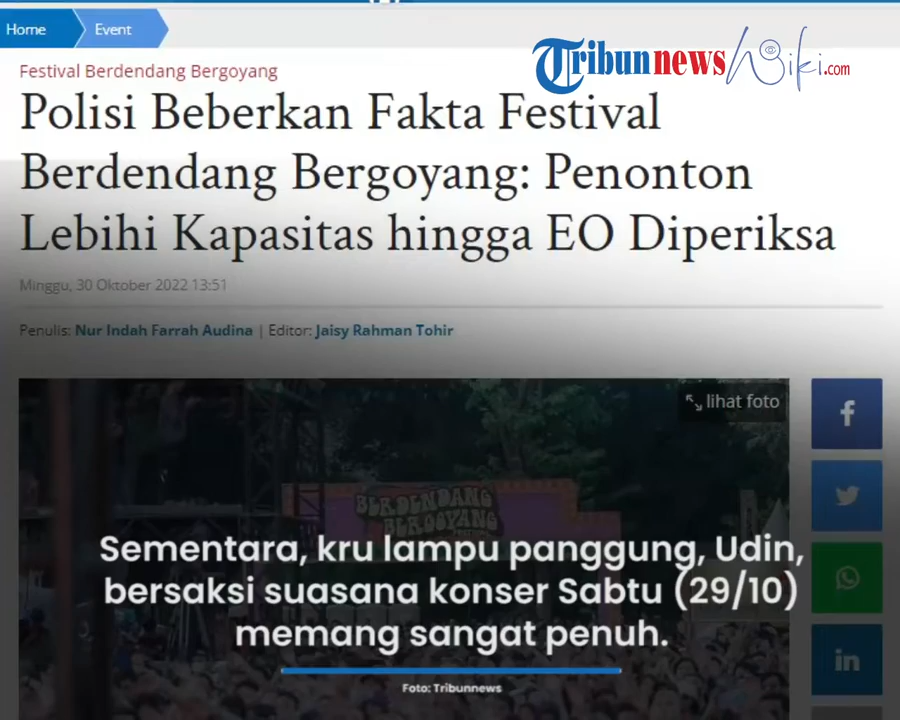 Home
Event
Tribunnews Wiki.com
Festival Berdendang Bergoyang
Polisi Beberkan Fakta Festival
Berdendang Bergoyang: Penonton
Lebihi Kapasitas hingga EO Diperiksa
Minggu, 30 Oktober 2022 13:51
Penulis: Nur Indah Farrah Audina | Editor: Jaisy Rahman Tohir
lihat foto
BERDENDANG
BERGOYANG
Sementara, kru lampu panggung, Udin,
bersaksi suasana konser Sabtu (29/10)
memang sangat penuh.
Foto: Tribunnews